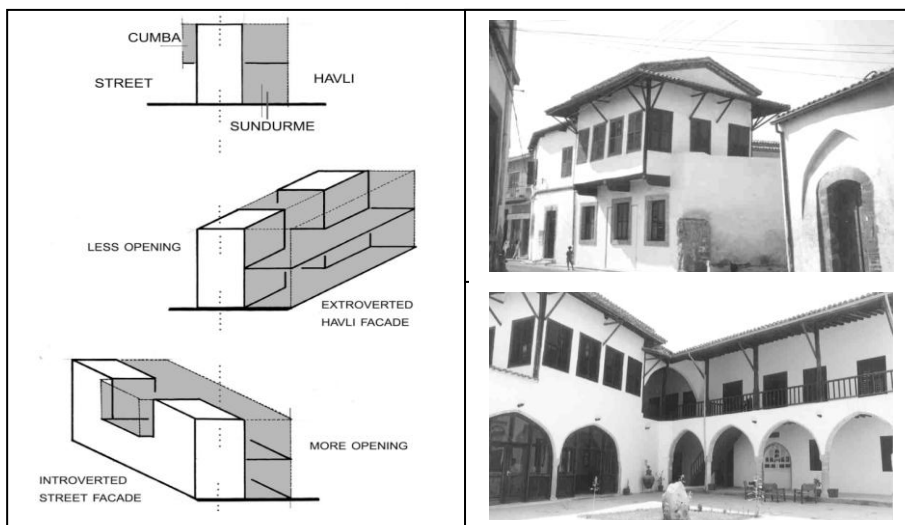 CUMBA
STREET
HAVLI
SUNDURME
LESS OPENING
EXTROVERTED
HAVLI FACADE
MORE OPENING
INTROVERTED
STREET FACADE